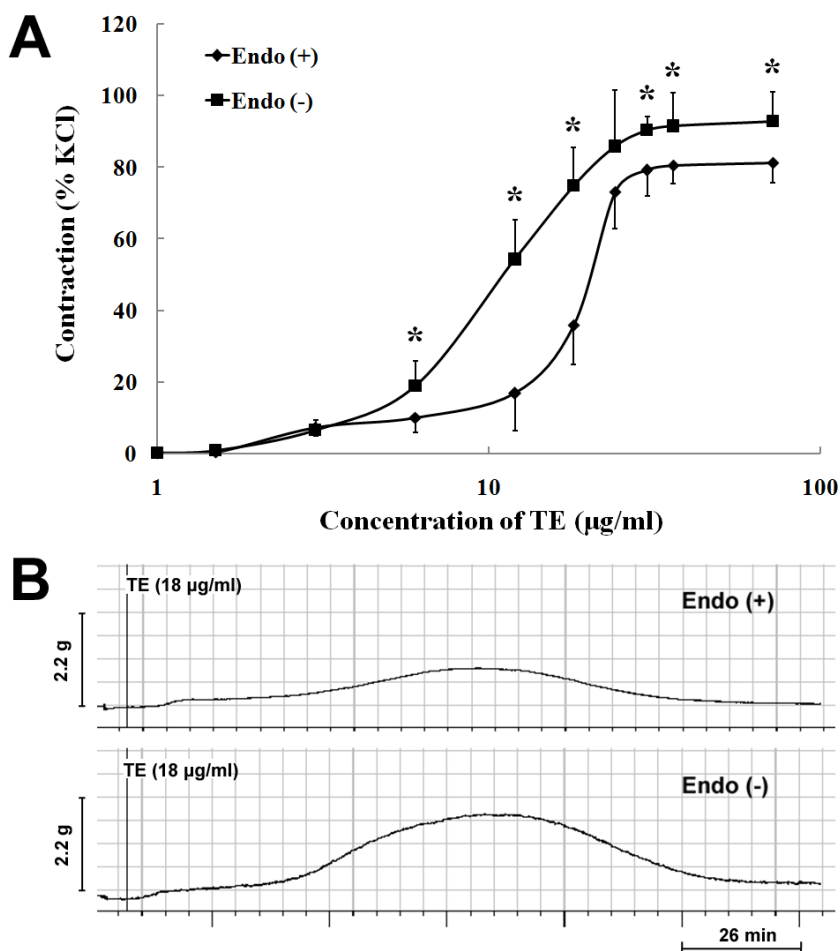 A
120
100
80
60
40
20
0
Contraction (% KCl)
Endo (+)
Endo (-)
*
*
*
*
*
*
1
10
100
Concentration of TE (µg/ml)
B
TE (18 µg/ml)
Endo (+)
2.2 g
TE (18 µg/ml)
Endo (-)
2.2 g
26 min